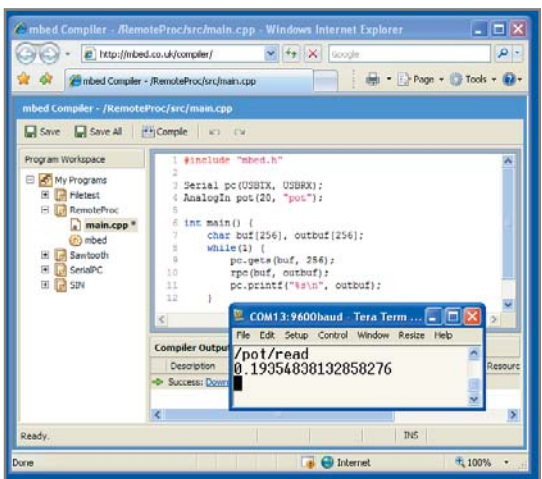 mbed Compiler - /RemoteProc/src/main.cpp - Windows Internet Explorer
http://mbed.co.uk/compiler/
Google
mbed Compiler - /RemoteProc/src/main.cpp
Page
Tools
mbed Compiler - /RemoteProc/src/main.cpp
Save
Save All
Compile
Program Workspace
My Programs
Filetest
RemoteProc
main.cpp *
mbed
Sawtooth
SerialPC
SIN
1 #include "mbed.h"
2
3 Serial pc(USBTX, USBRX);
4 AnalogIn pot(20, "pot");
5
6 int main() {
7 char buf[256], outbuf[256];
8 while(1) {
9 pc.gets(buf, 256);
10 rpc(buf, outbuf);
11 pc.printf("%s\n", outbuf);
12 }
COM13:9600baud - Tera Term ...
File Edit Setup Control Window Resize Help
/pot/read
0.19354838132858276
Compiler Output
Description
Resourc
Success: Down
Ready.
INS
Done
Internet
100%